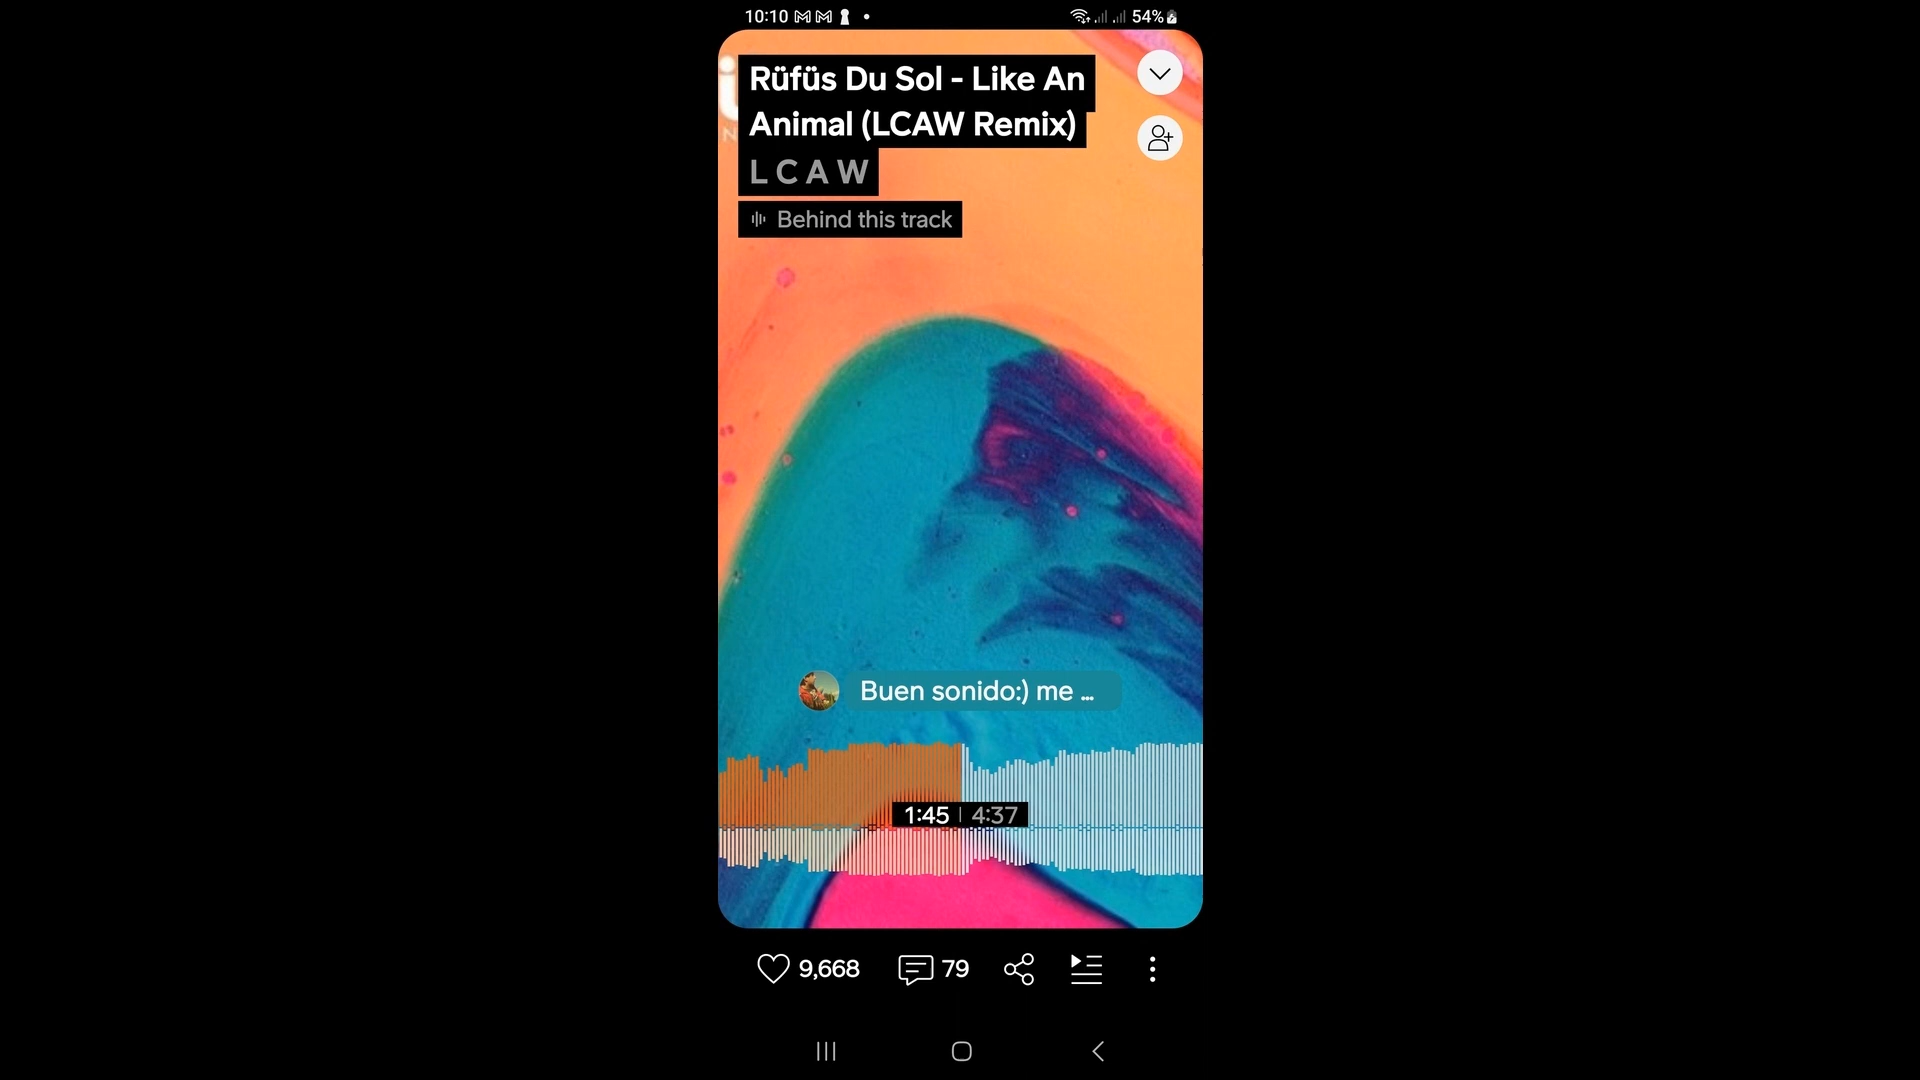 10:10
54%
Rüfüs Du Sol - Like An
Animal (LCAW Remix)
L C A W
Behind this track
Buen sonido:) me ...
1:45 | 4:37
9,668
79